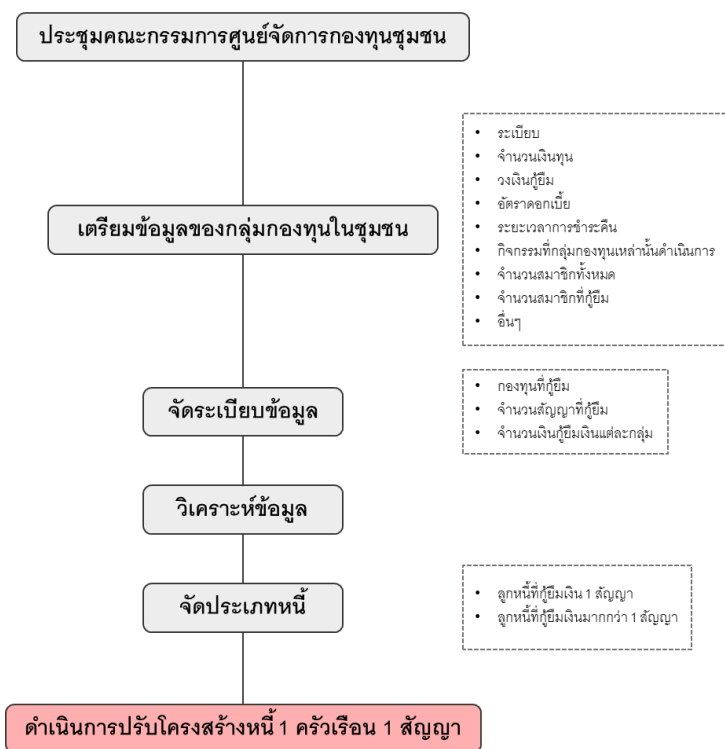 ประชุมคณะกรรมการศูนย์จัดการกองทุนชุมชน
• ระเบียบ
• จำนวนเงินทุน
• วงเงินกู้ยืม
• อัตราดอกเบี้ย
• ระยะเวลาการชำระคืน
• กิจกรรมที่กลุ่มกองทุนเหล่านั้นดำเนินการ
• จำนวนสมาชิกทั้งหมด
• จำนวนสมาชิกที่กู้ยืม
• อื่นๆ
เตรียมข้อมูลของกลุ่มกองทุนในชุมชน
จัดระเบียบข้อมูล
• กองทุนที่กู้ยืม
• จำนวนสัญญาที่กู้ยืม
• จำนวนเงินกู้ยืมเงินแต่ละกลุ่ม
วิเคราะห์ข้อมูล
จัดประเภทหนี้
• ลูกหนี้ที่กู้ยืมเงิน 1 สัญญา
• ลูกหนี้ที่กู้ยืมเงินมากกว่า 1 สัญญา
ดำเนินการปรับโครงสร้างหนี้ 1 ครัวเรือน 1 สัญญา